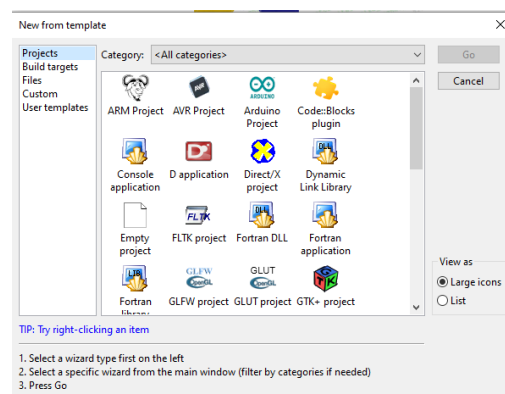 New from template
Projects
Build targets
Files
Custom
User templates
Category: <All categories>
Go
Cancel
ARM Project
AVR Project
ARDUINO
Arduino
Project
Code::Blocks
plugin
Console
application
D application
Direct/X
project
DLL
Dynamic
Link Library
Empty
project
FLTK
FLTK project
DLL
Fortran DLL
Fortran
application
LIB
Fortran
library
GLFW
OpenGL
GLFW project
GLUT
OpenGL
GLUT project
GTK+ project
View as
Large icons
List
TIP: Try right-clicking an item
1. Select a wizard type first on the left
2. Select a specific wizard from the main window (filter by categories if needed)
3. Press Go